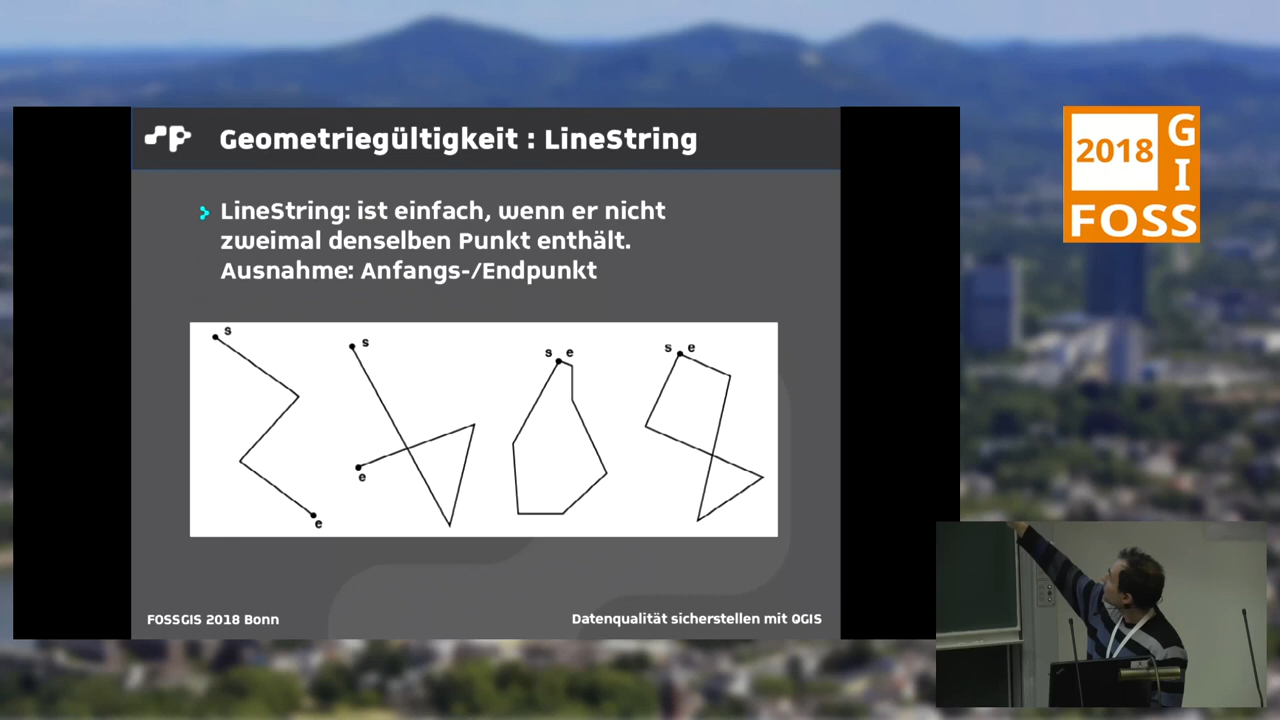 Geometriegültigkeit : LineString
LineString: ist einfach, wenn er nicht
zweimal denselben Punkt enthält.
Ausnahme: Anfangs-/Endpunkt
s
s
s e
s e
e
e
FOSSGIS 2018 Bonn
Datenqualität sicherstellen mit QGIS
2018
G
I
FOSS